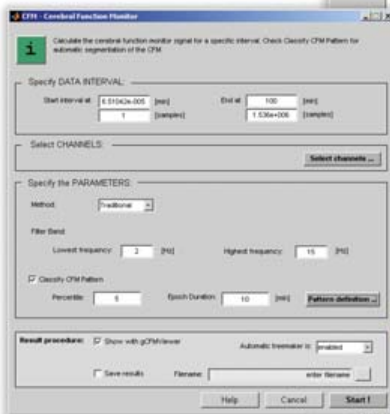 CFM - Cerebral Function Monitor
i
Calculate the cerebral function monitor signal for a specific interval. Check Classify CFM Pattern for
automatic segmentation of the CFM
Specify DATA INTERVAL:
Start interval at: 6.51042e-005 [min] End at 100 [min]
1 [samples] 1.536e+006 [samples]
Select CHANNELS:
Select channels ...
Specify the PARAMETERS:
Method: Traditional
Filter Band:
Lowest frequency: 2 [Hz] Highest frequency: 15 [Hz]
Classify CFM Pattern
Percentile: 5 Epoch Duration: 10 [min] Pattern definition ...
Result procedure: Show with gCFMViewer Automatic treemaker is: enabled
Save results Filename: enter filename ...
Help Cancel Start !